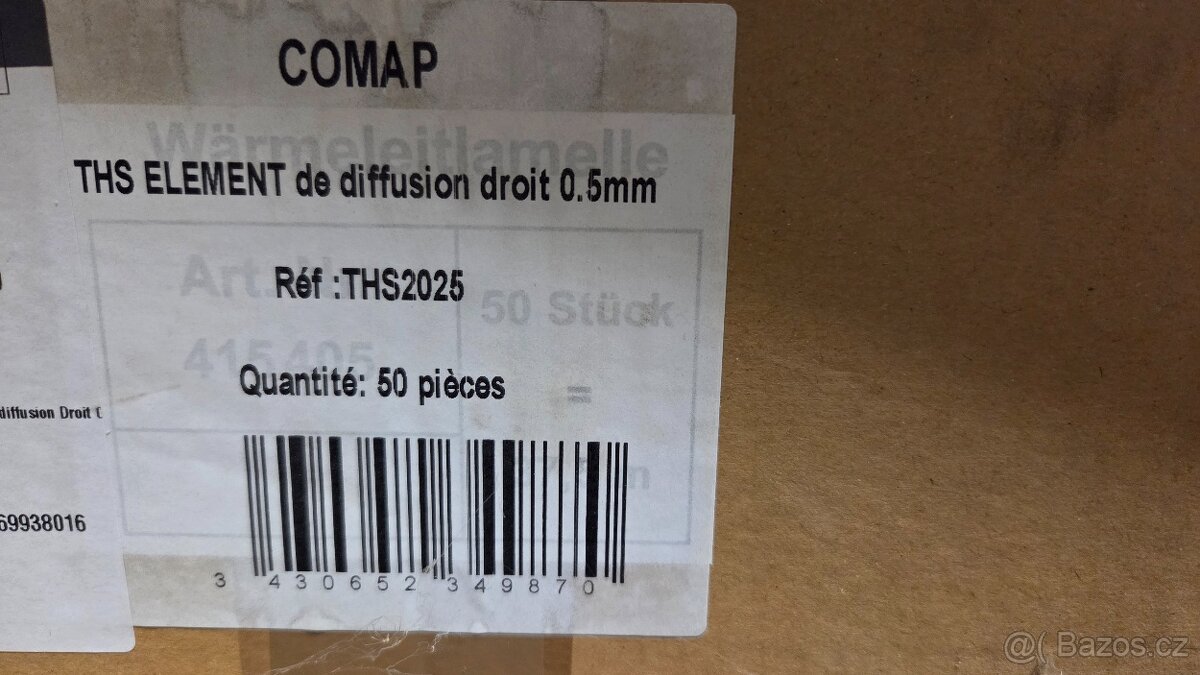 COMAP
Wärmeleitlamelle
THS ELEMENT de diffusion droit 0.5mm
Réf :THS2025
50 Stück
415405
Quantité: 50 pièces
=
diffusion Droit
69938016
3 430652 349870
@( Bazos.cz